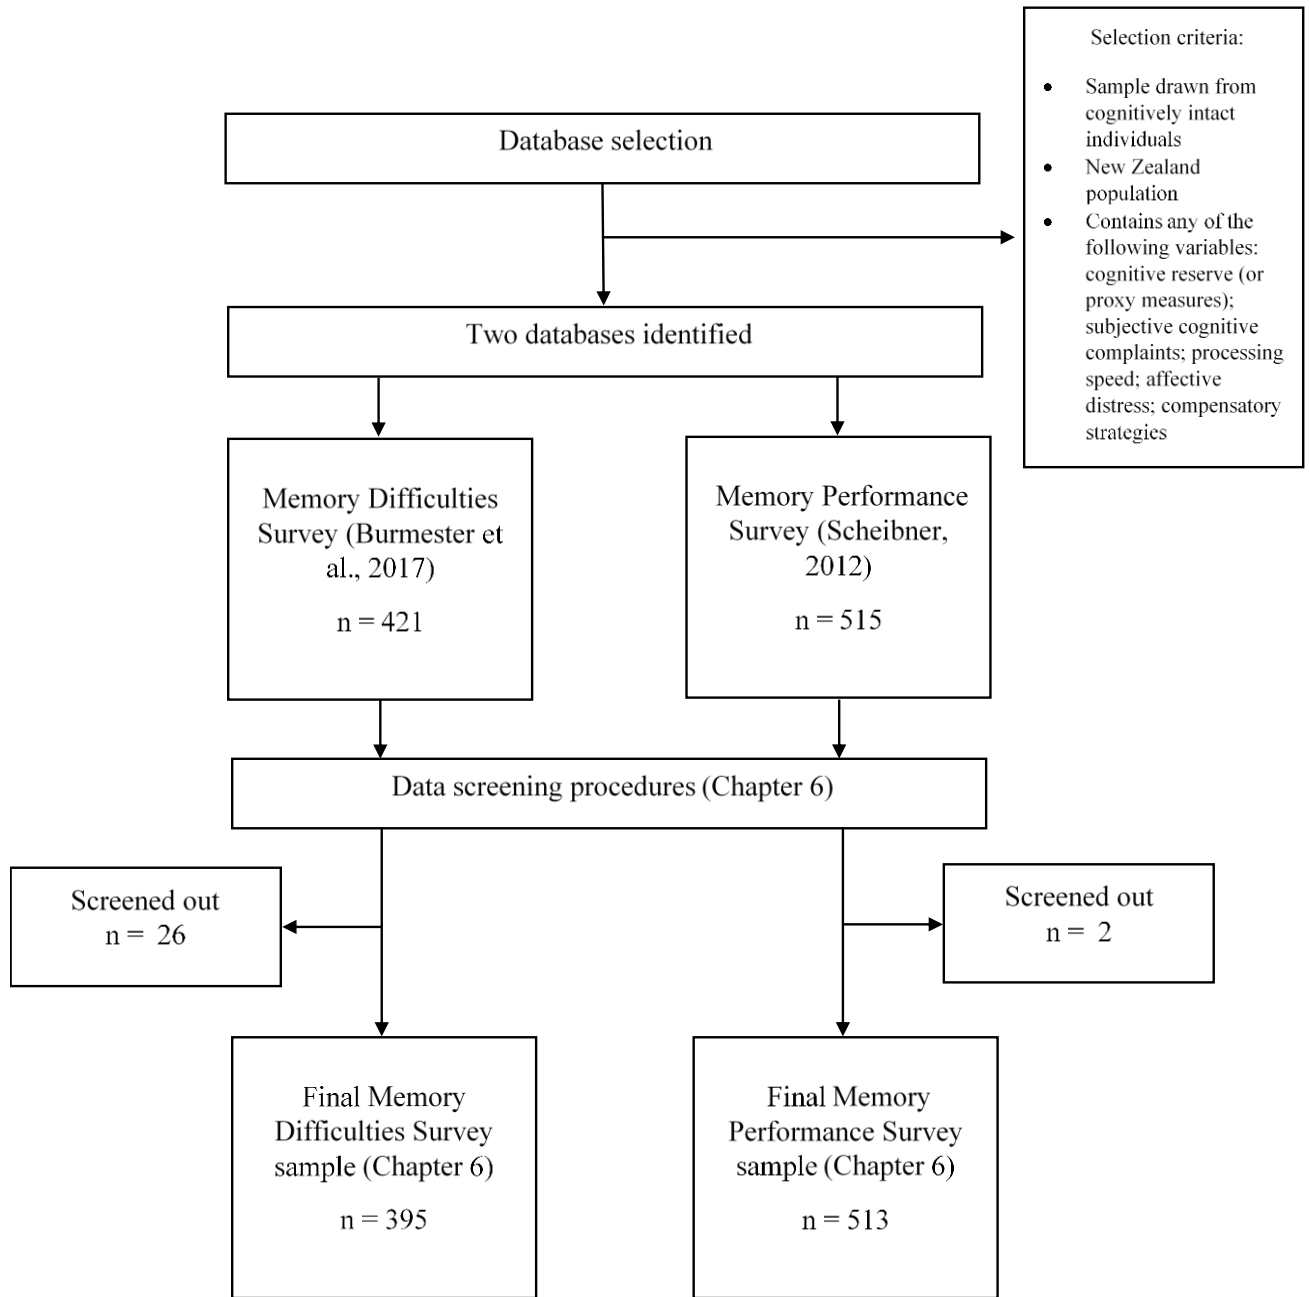 Selection criteria:
• Sample drawn from
cognitively intact
individuals
• New Zealand
population
• Contains any of the
following variables:
cognitive reserve (or
proxy measures);
subjective cognitive
complaints; processing
speed; affective
distress; compensatory
strategies
Database selection
Two databases identified
Memory Difficulties
Survey (Burmester et
al., 2017)
n = 421
Memory Performance
Survey (Scheibner,
2012)
n = 515
Data screening procedures (Chapter 6)
Screened out
n = 26
Screened out
n = 2
Final Memory
Difficulties Survey
sample (Chapter 6)
n = 395
Final Memory
Performance Survey
sample (Chapter 6)
n = 513